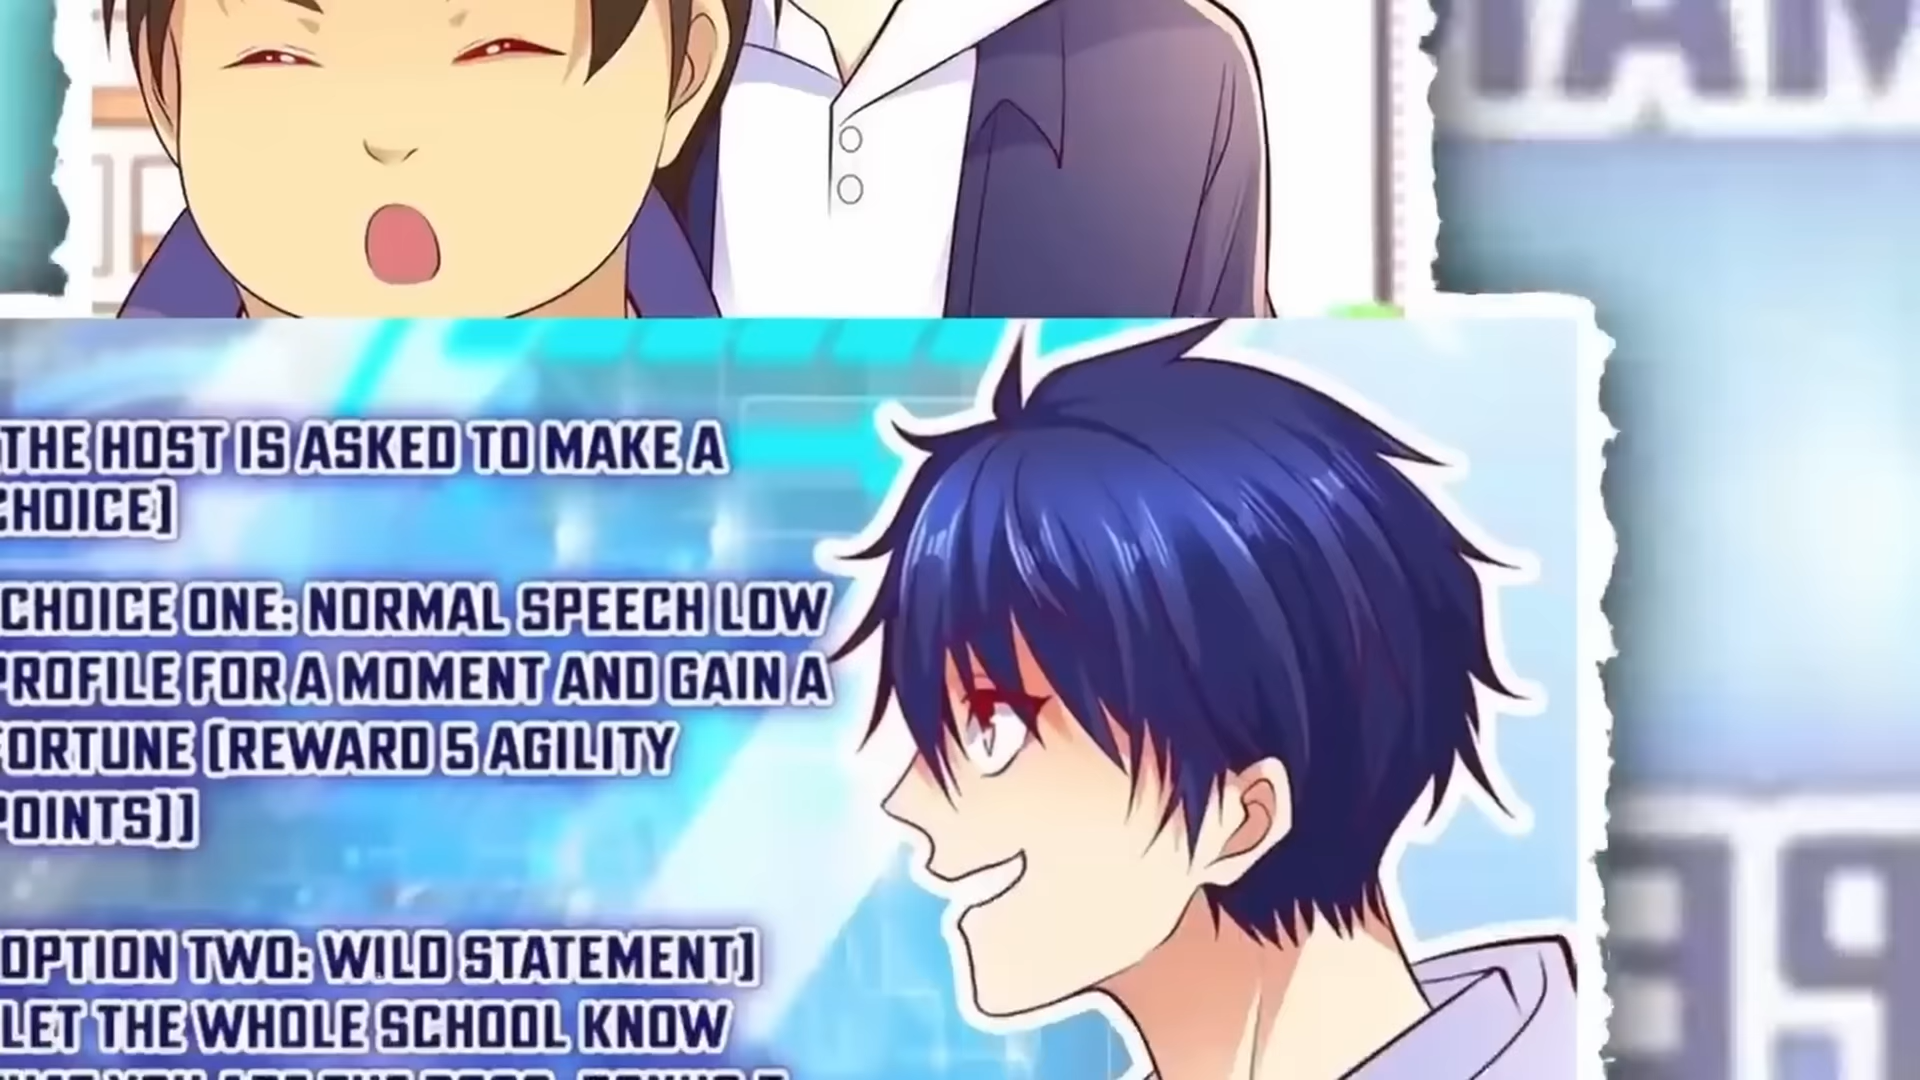 THE HOST IS ASKED TO MAKE A
CHOICE]
CHOICE ONE: NORMAL SPEECH LOW
PROFILE FOR A MOMENT AND GAIN A
FORTUNE [REWARD 5 AGILITY
POINTS]]
OPTION TWO: WILD STATEMENT]
LET THE WHOLE SCHOOL KNOW